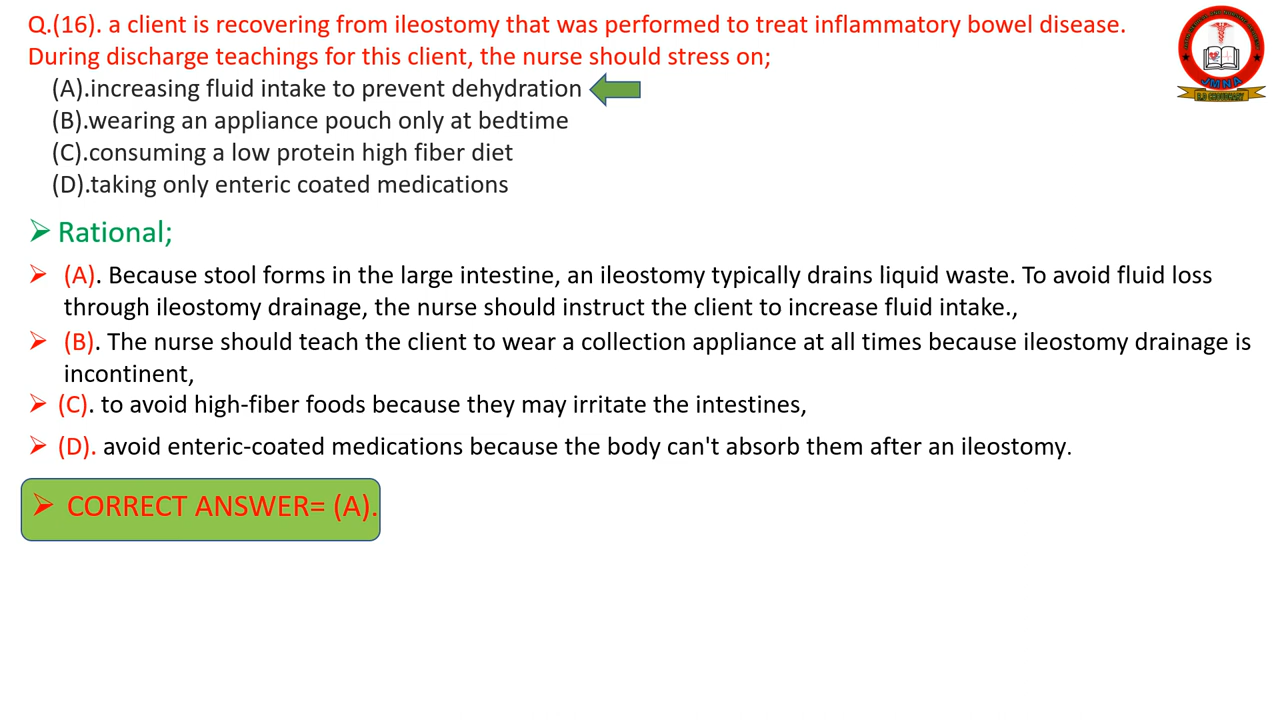 Q.(16). a client is recovering from ileostomy that was performed to treat inflammatory bowel disease.
During discharge teachings for this client, the nurse should stress on;
(A).increasing fluid intake to prevent dehydration
(B).wearing an appliance pouch only at bedtime
(C).consuming a low protein high fiber diet
(D).taking only enteric coated medications
Rational;
(A). Because stool forms in the large intestine, an ileostomy typically drains liquid waste. To avoid fluid loss
through ileostomy drainage, the nurse should instruct the client to increase fluid intake.,
(B). The nurse should teach the client to wear a collection appliance at all times because ileostomy drainage is
incontinent,
(C). to avoid high-fiber foods because they may irritate the intestines,
(D). avoid enteric-coated medications because the body can't absorb them after an ileostomy.
CORRECT ANSWER= (A).
JMNA